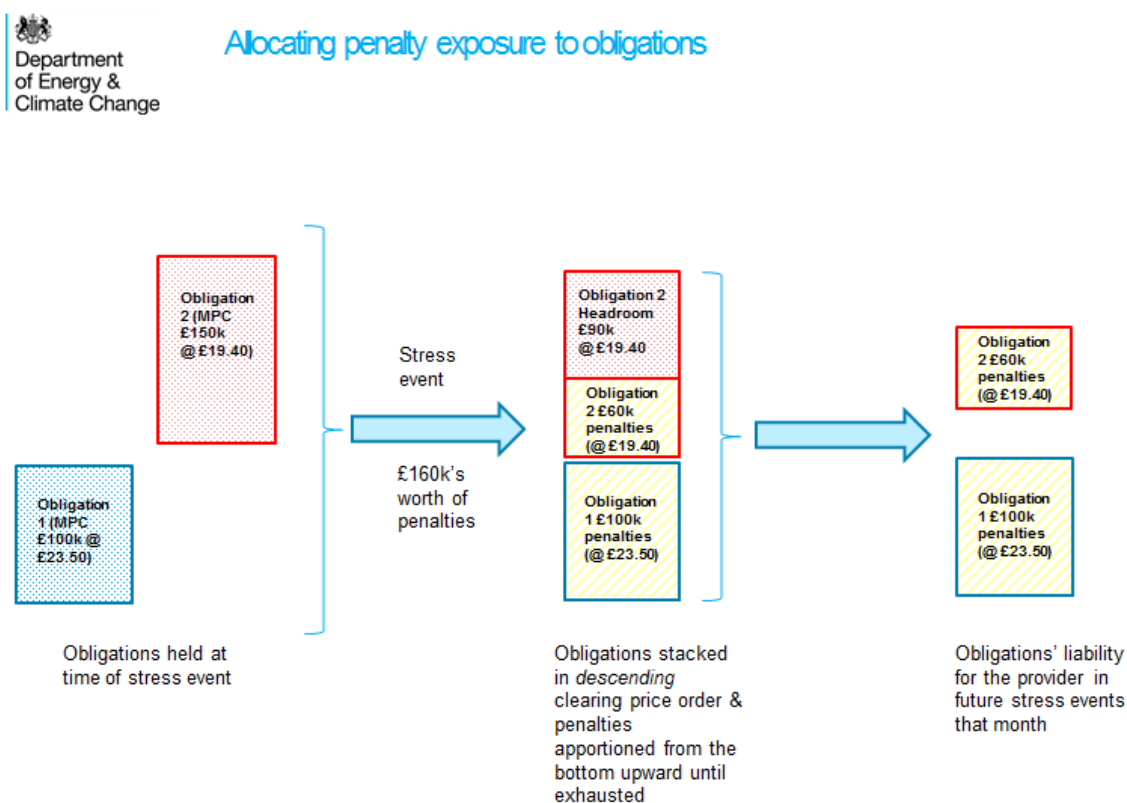 Department
of Energy &
Climate Change
Allocating penalty exposure to obligations
Obligation
2 (MPC
£150k
@ £19.40)
Obligation
1 (MPC
£100k @
£23.50)
Obligations held at
time of stress event
Stress
event
£160k's
worth of
penalties
Obligation 2
Headroom
£90k
@ £19.40
Obligation
2 £60k
penalties
(@ £19.40)
Obligation
1 £100k
penalties
(@ £23.50)
Obligations stacked
in descending
clearing price order &
penalties
apportioned from the
bottom upward until
exhausted
Obligation
2 £60k
penalties
(@ £19.40)
Obligation
1 £100k
penalties
(@ £23.50)
Obligations' liability
for the provider in
future stress events
that month